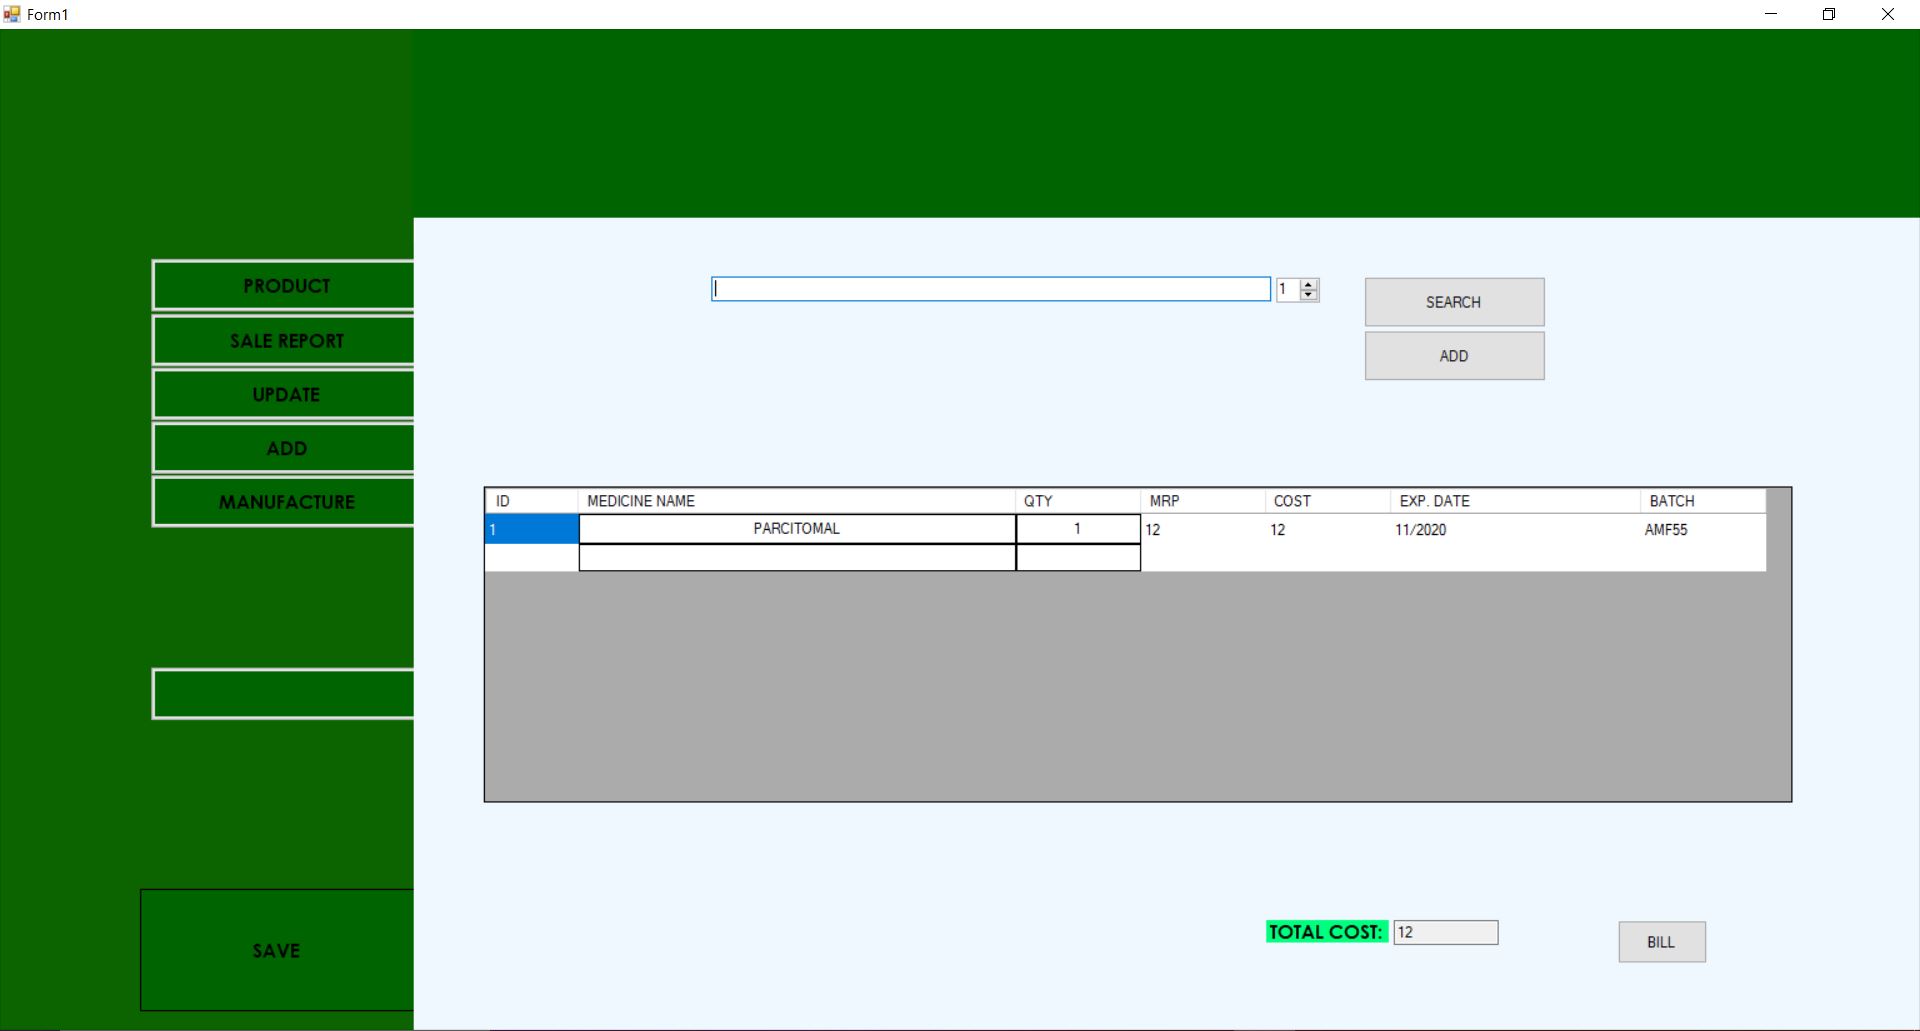 Form1
PRODUCT
SALE REPORT
UPDATE
ADD
MANUFACTURE
SAVE
1
SEARCH
ADD
ID MEDICINE NAME QTY MRP COST EXP. DATE BATCH
1 PARCITOMAL 1 12 12 11/2020 AMF55
TOTAL COST: 12
BILL